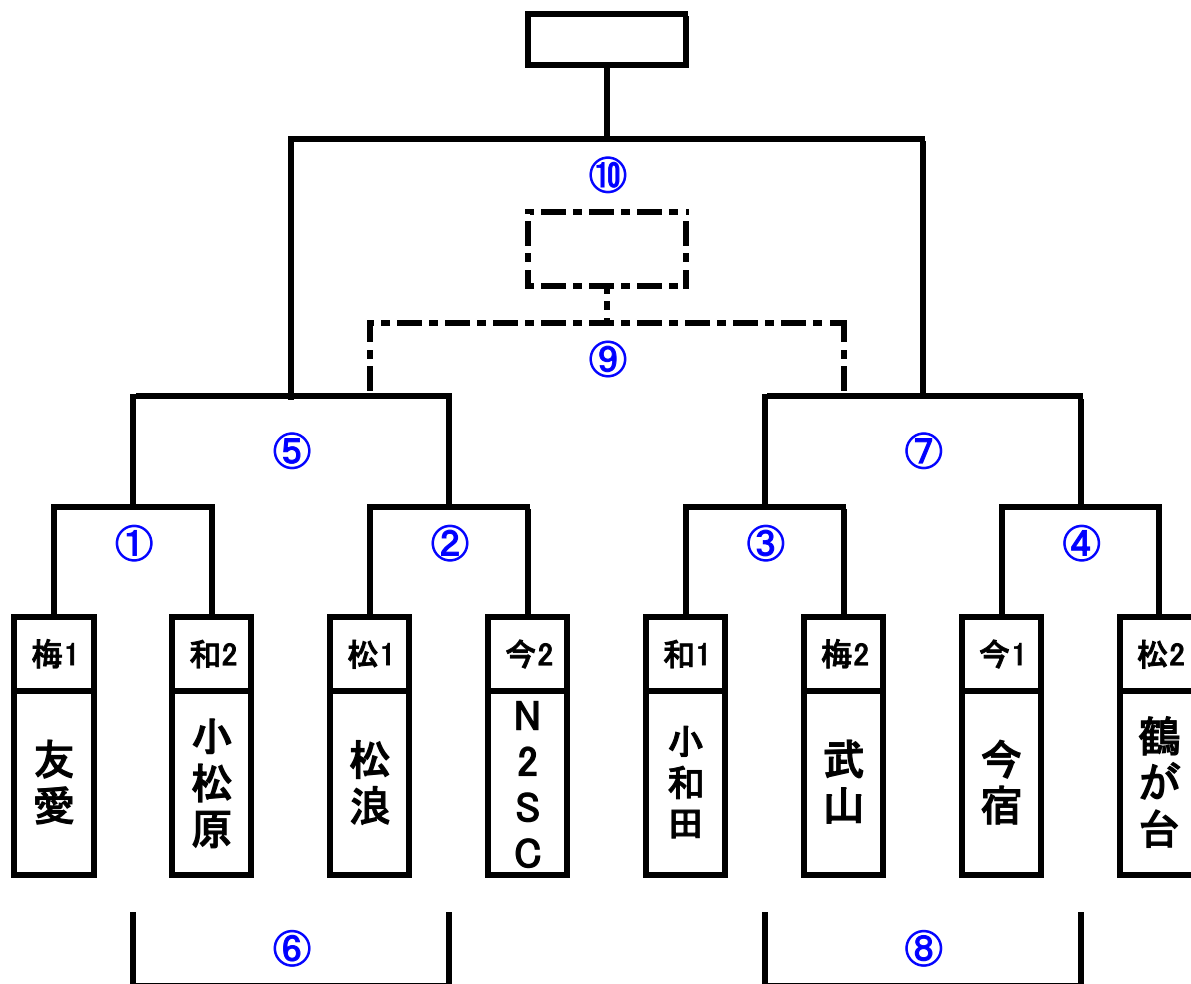 ⑩
⑨
⑤
⑦
①
②
③
④
梅1
和2
松1
今2
和1
梅2
今1
松2
友愛
小松原
松浪
N2SC
小和田
武山
今宿
鶴が台
⑥
⑧